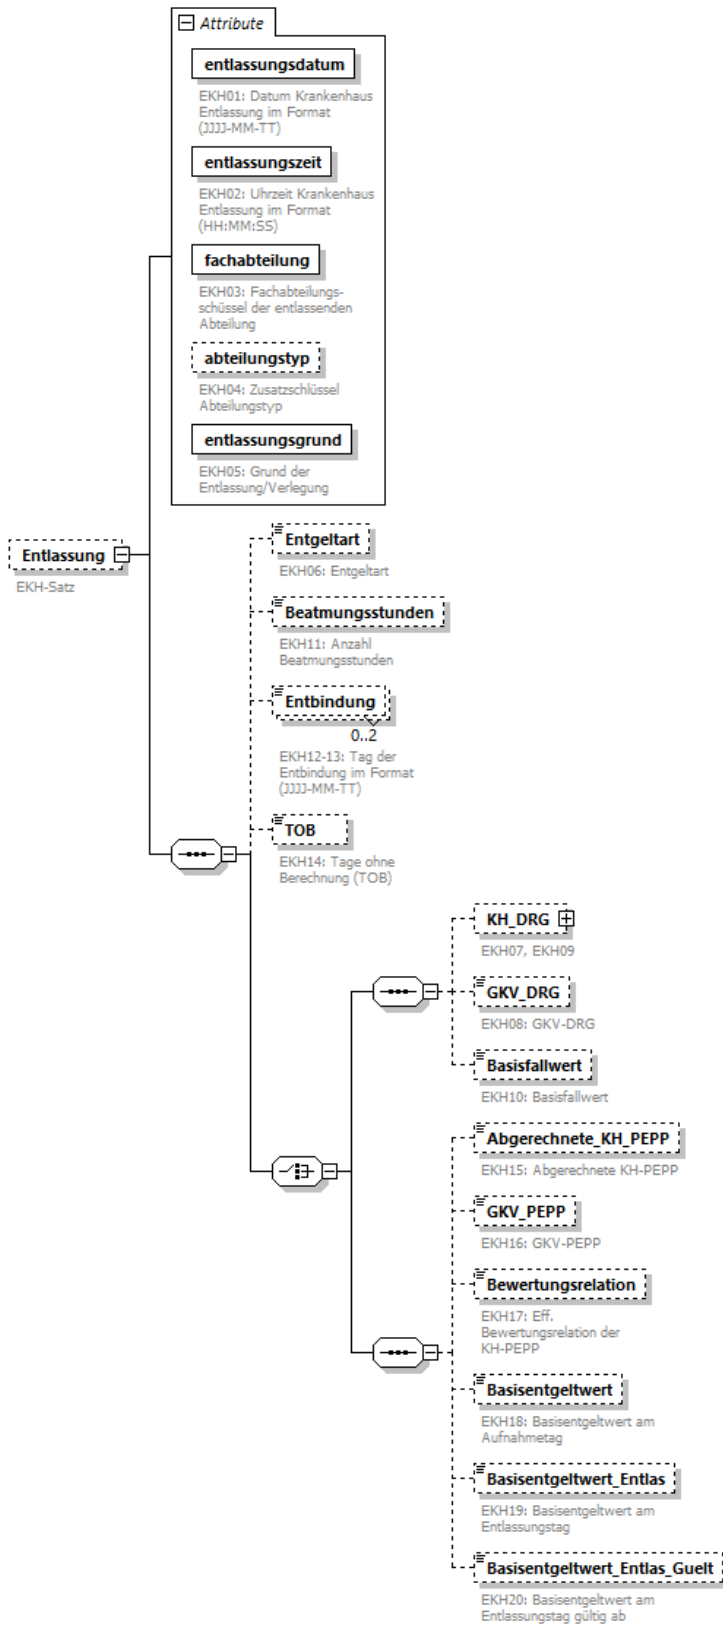 Attribute
entlassungsdatum
EKH01: Datum Krankenhaus
Entlassung im Format
(JJJJ-MM-TT)
entlassungszeit
EKH02: Uhrzeit Krankenhaus
Entlassung im Format
(HH:MM:SS)
fachabteilung
EKH03: Fachabteilungs-
schüssel der entlassenden
Abteilung
abteilungstyp
EKH04: Zusatzschlüssel
Abteilungstyp
entlassungsgrund
EKH05: Grund der
Entlassung/Verlegung
Entlassung
EKH-Satz
Entgeltart
EKH06: Entgeltart
Beatmungsstunden
EKH11: Anzahl
Beatmungsstunden
Entbindung
0..2
EKH12-13: Tag der
Entbindung im Format
(JJJJ-MM-TT)
TOB
EKH14: Tage ohne
Berechnung (TOB)
KH_DRG
EKH07, EKH09
GKV_DRG
EKH08: GKV-DRG
Basisfallwert
EKH10: Basisfallwert
Abgerechnete_KH_PEPP
EKH15: Abgerechnete KH-PEPP
GKV_PEPP
EKH16: GKV-PEPP
Bewertungsrelation
EKH17: Eff.
Bewertungsrelation der
KH-PEPP
Basisentgeltwert
EKH18: Basisentgeltwert am
Aufnahmetag
Basisentgeltwert_Entlas
EKH19: Basisentgeltwert am
Entlassungstag
Basisentgeltwert_Entlas_Guelt
EKH20: Basisentgeltwert am
Entlassungstag gültig ab